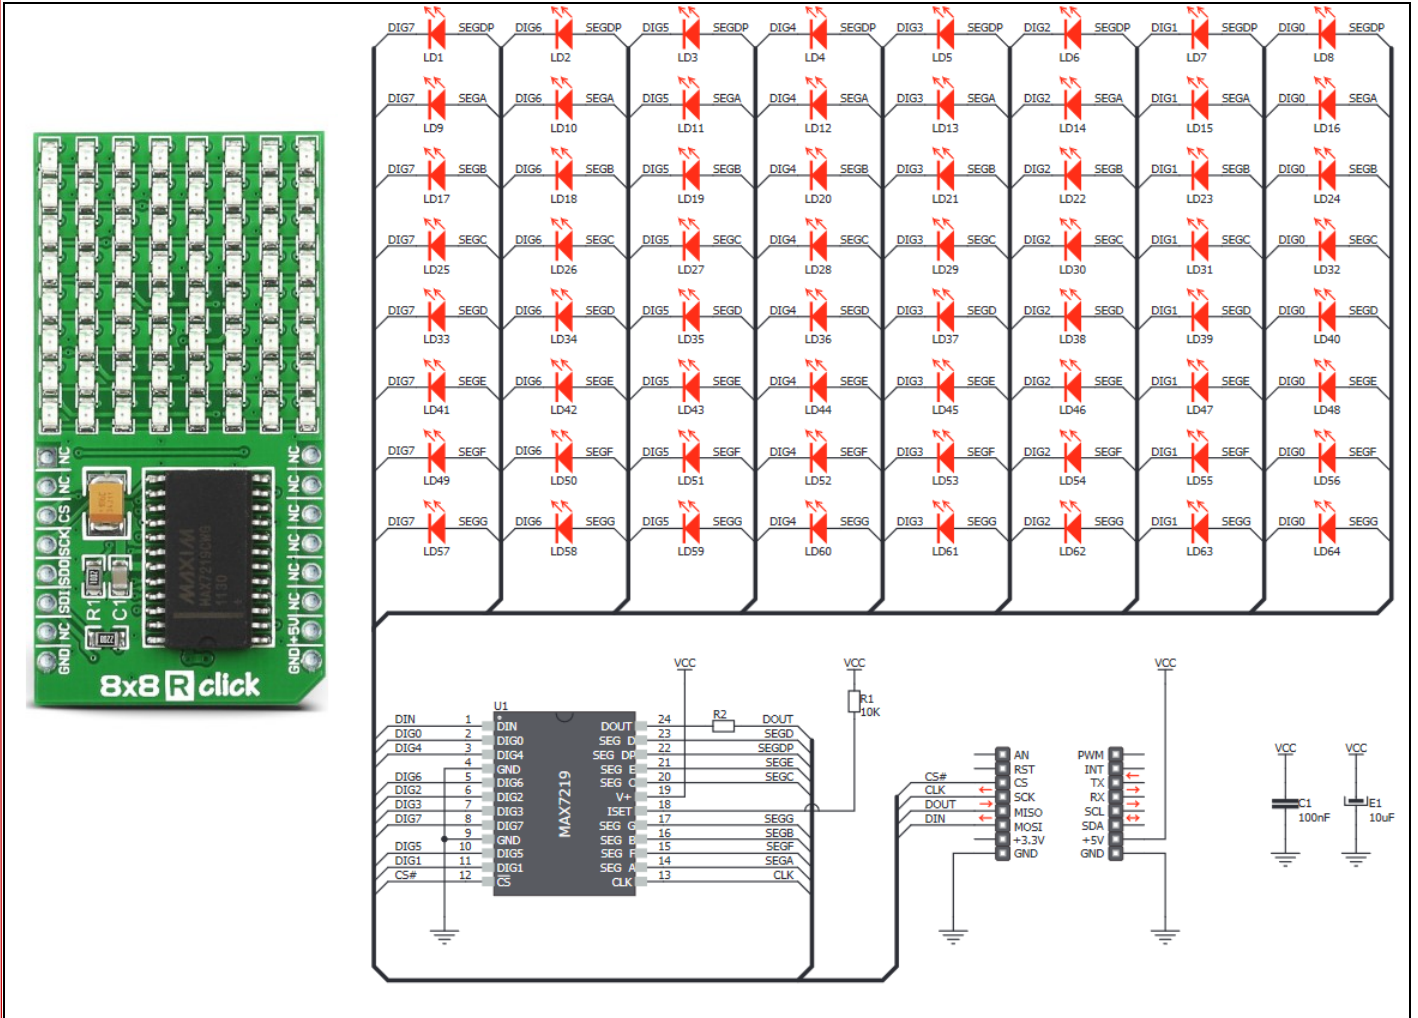 DIG7 SEGDP DIG6 SEGDP DIG5 SEGDP DIG4 SEGDP DIG3 SEGDP DIG2 SEGDP DIG1 SEGDP DIG0 SEGDP
LD1 LD2 LD3 LD4 LD5 LD6 LD7 LD8
DIG7 SEGA DIG6 SEGA DIG5 SEGA DIG4 SEGA DIG3 SEGA DIG2 SEGA DIG1 SEGA DIG0 SEGA
LD9 LD10 LD11 LD12 LD13 LD14 LD15 LD16
DIG7 SEGB DIG6 SEGB DIG5 SEGB DIG4 SEGB DIG3 SEGB DIG2 SEGB DIG1 SEGB DIG0 SEGB
LD17 LD18 LD19 LD20 LD21 LD22 LD23 LD24
DIG7 SEGC DIG6 SEGC DIG5 SEGC DIG4 SEGC DIG3 SEGC DIG2 SEGC DIG1 SEGC DIG0 SEGC
LD25 LD26 LD27 LD28 LD29 LD30 LD31 LD32
DIG7 SEGD DIG6 SEGD DIG5 SEGD DIG4 SEGD DIG3 SEGD DIG2 SEGD DIG1 SEGD DIG0 SEGD
LD33 LD34 LD35 LD36 LD37 LD38 LD39 LD40
DIG7 SEGE DIG6 SEGE DIG5 SEGE DIG4 SEGE DIG3 SEGE DIG2 SEGE DIG1 SEGE DIG0 SEGE
LD41 LD42 LD43 LD44 LD45 LD46 LD47 LD48
DIG7 SEGF DIG6 SEGF DIG5 SEGF DIG4 SEGF DIG3 SEGF DIG2 SEGF DIG1 SEGF DIG0 SEGF
LD49 LD50 LD51 LD52 LD53 LD54 LD55 LD56
DIG7 SEGG DIG6 SEGG DIG5 SEGG DIG4 SEGG DIG3 SEGG DIG2 SEGG DIG1 SEGG DIG0 SEGG
LD57 LD58 LD59 LD60 LD61 LD62 LD63 LD64
NC NC CS SCK SDO SDI NC GND
NC NC NC NC NC NC +5V GND
MAXIM
MAX7219CWG
1130
R1 C1
1002
2200
8x8 R click
U1
MAX7219
DIN 1 DIN
DIG0 2 DIG0
DIG4 3 DIG4
4 GND
DIG6 5 DIG6
DIG2 6 DIG2
DIG3 7 DIG3
DIG7 8 DIG7
9 GND
DIG5 10 DIG5
DIG1 11 DIG1
CS# 12 CS
DOUT 24 R2 DOUT
SEG D 23 SEGD
SEG DP 22 SEGDP
SEG E 21 SEGE
SEG C 20 SEGC
V+ 19
ISET 18
SEG G 17 SEGG
SEG B 16 SEGB
SEG F 15 SEGF
SEG A 14 SEGA
CLK 13 CLK
VCC
VCC
R1
10K
VCC
AN
RST
CS# CS
CLK SCK
DOUT MISO
DIN MOSI
+3.3V
GND
PWM
INT
TX
RX
SCL
SDA
+5V
GND
VCC
C1
100nF
VCC
E1
10uF